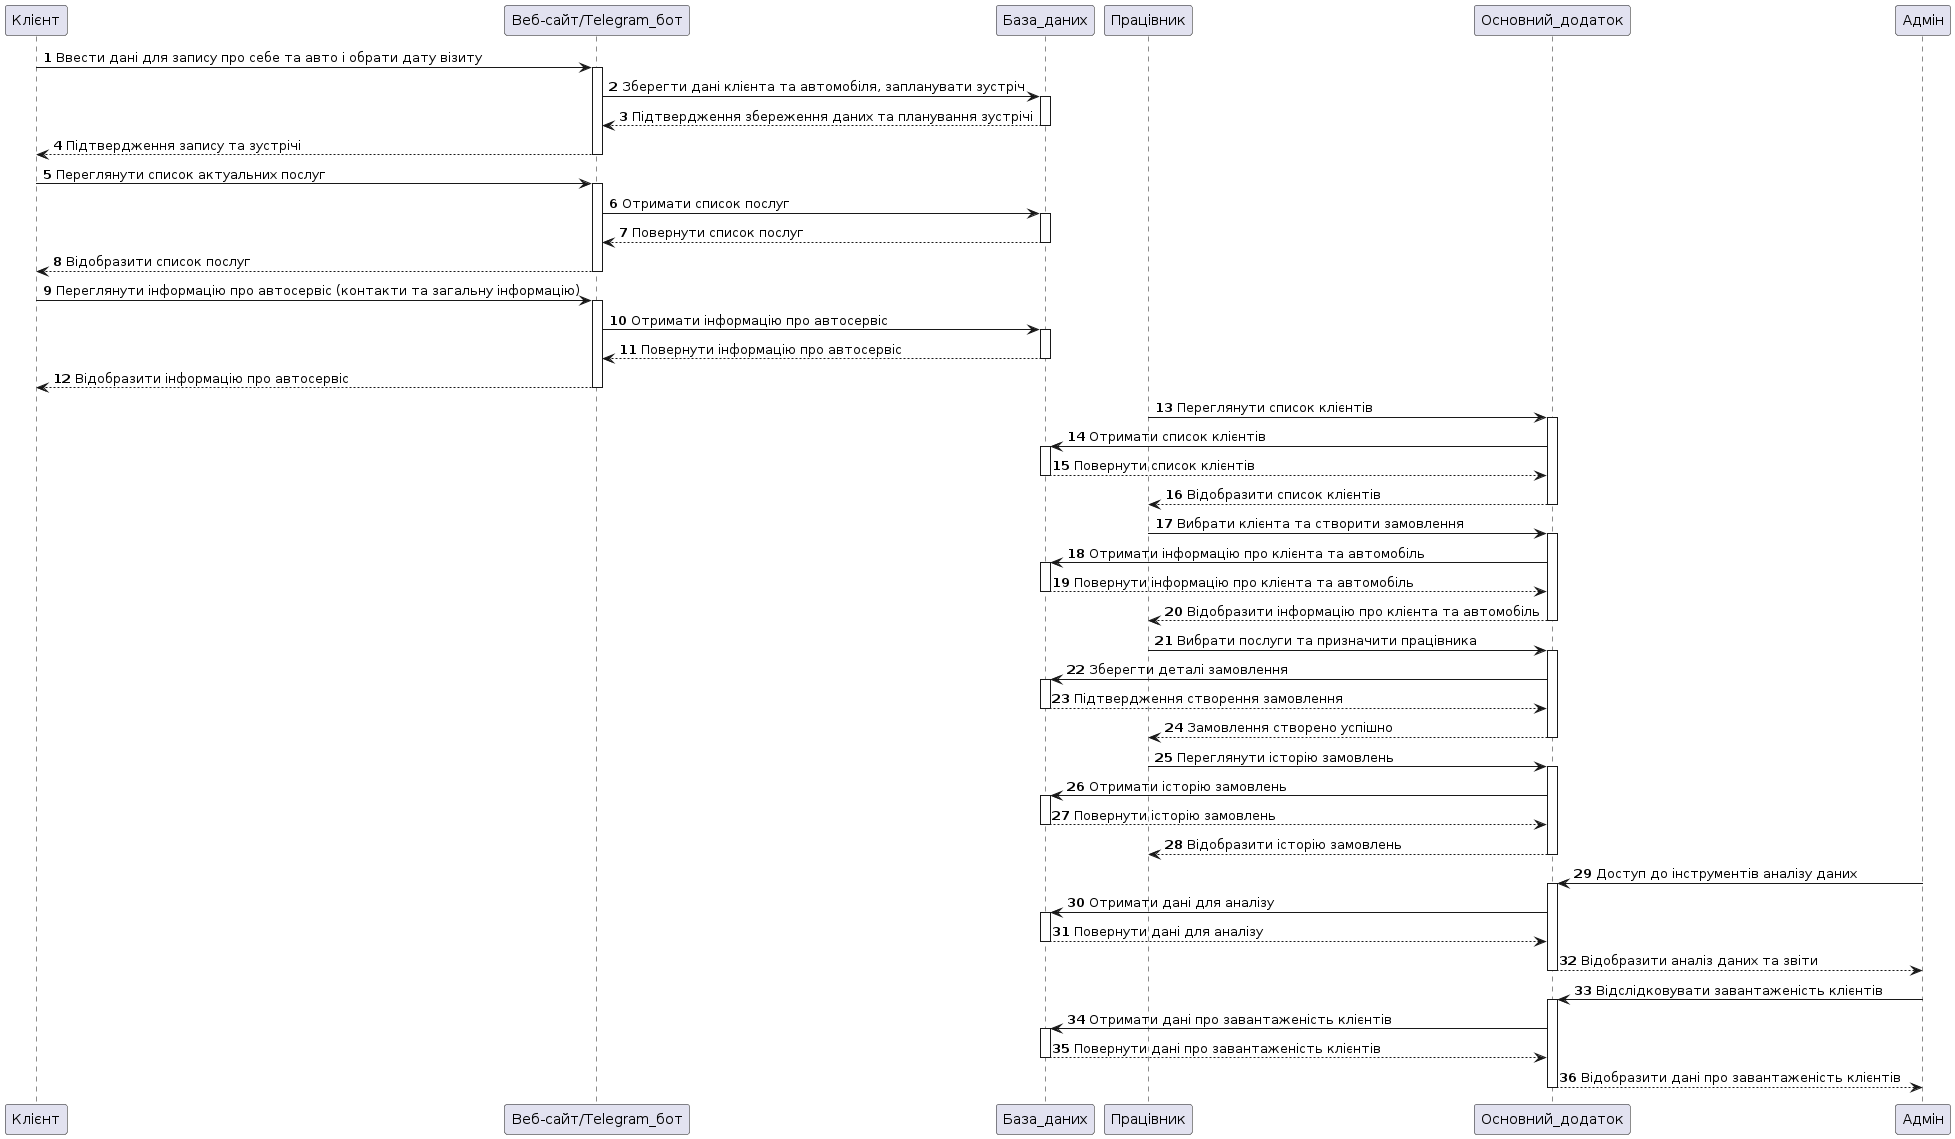 Клієнт
Веб-сайт/Telegram_бот
База_даних
Працівник
Основний_додаток
Адмін
1 Ввести дані для запису про себе та авто і обрати дату візиту
2 Зберегти дані клієнта та автомобіля, запланувати зустріч
3 Підтвердження збереження даних та планування зустрічі
4 Підтвердження запису та зустрічі
5 Переглянути список актуальних послуг
6 Отримати список послуг
7 Повернути список послуг
8 Відобразити список послуг
9 Переглянути інформацію про автосервіс (контакти та загальну інформацію)
10 Отримати інформацію про автосервіс
11 Повернути інформацію про автосервіс
12 Відобразити інформацію про автосервіс
13 Переглянути список клієнтів
14 Отримати список клієнтів
15 Повернути список клієнтів
16 Відобразити список клієнтів
17 Вибрати клієнта та створити замовлення
18 Отримати інформацію про клієнта та автомобіль
19 Повернути інформацію про клієнта та автомобіль
20 Відобразити інформацію про клієнта та автомобіль
21 Вибрати послуги та призначити працівника
22 Зберегти деталі замовлення
23 Підтвердження створення замовлення
24 Замовлення створено успішно
25 Переглянути історію замовлень
26 Отримати історію замовлень
27 Повернути історію замовлень
28 Відобразити історію замовлень
29 Доступ до інструментів аналізу даних
30 Отримати дані для аналізу
31 Повернути дані для аналізу
32 Відобразити аналіз даних та звіти
33 Відслідковувати завантаженість клієнтів
34 Отримати дані про завантаженість клієнтів
35 Повернути дані про завантаженість клієнтів
36 Відобразити дані про завантаженість клієнтів
Клієнт
Веб-сайт/Telegram_бот
База_даних
Працівник
Основний_додаток
Адмін